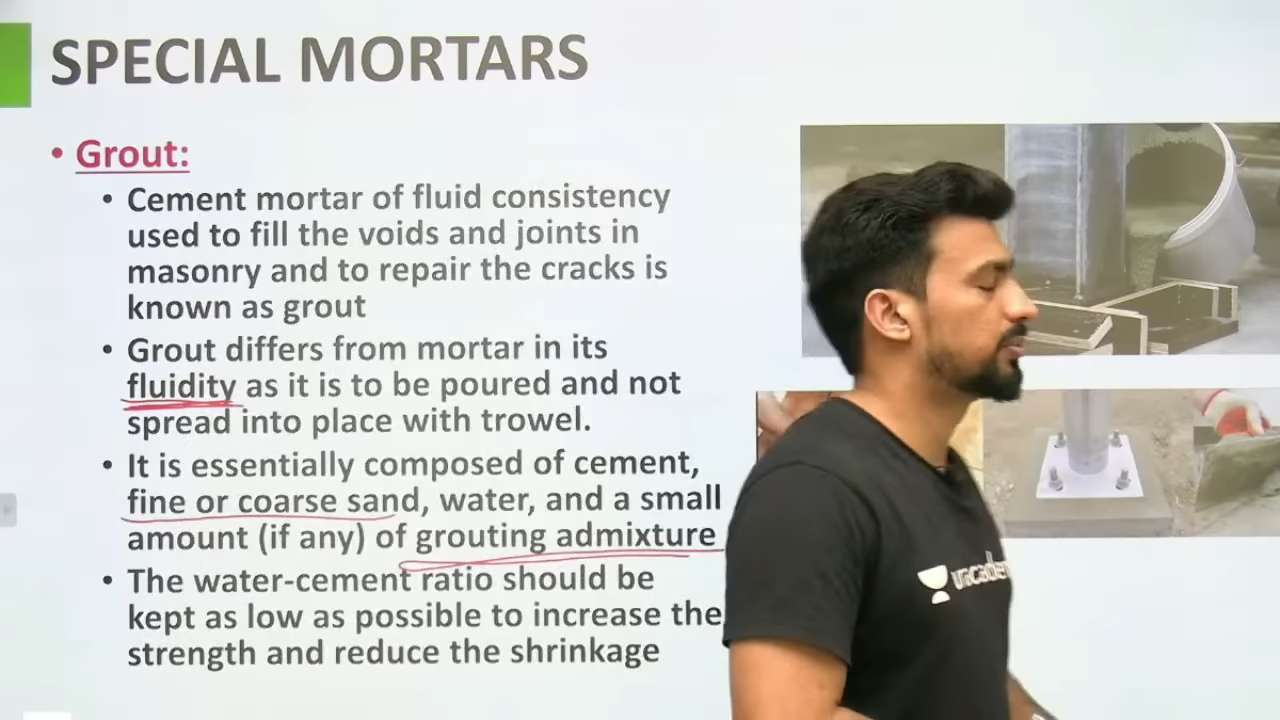 SPECIAL MORTARS
• Grout:
• Cement mortar of fluid consistency
used to fill the voids and joints in
masonry and to repair the cracks is
known as grout
• Grout differs from mortar in its
fluidity as it is to be poured and not
spread into place with trowel.
• It is essentially composed of cement,
fine or coarse sand, water, and a small
amount (if any) of grouting admixture
• The water-cement ratio should be
kept as low as possible to increase the
strength and reduce the shrinkage